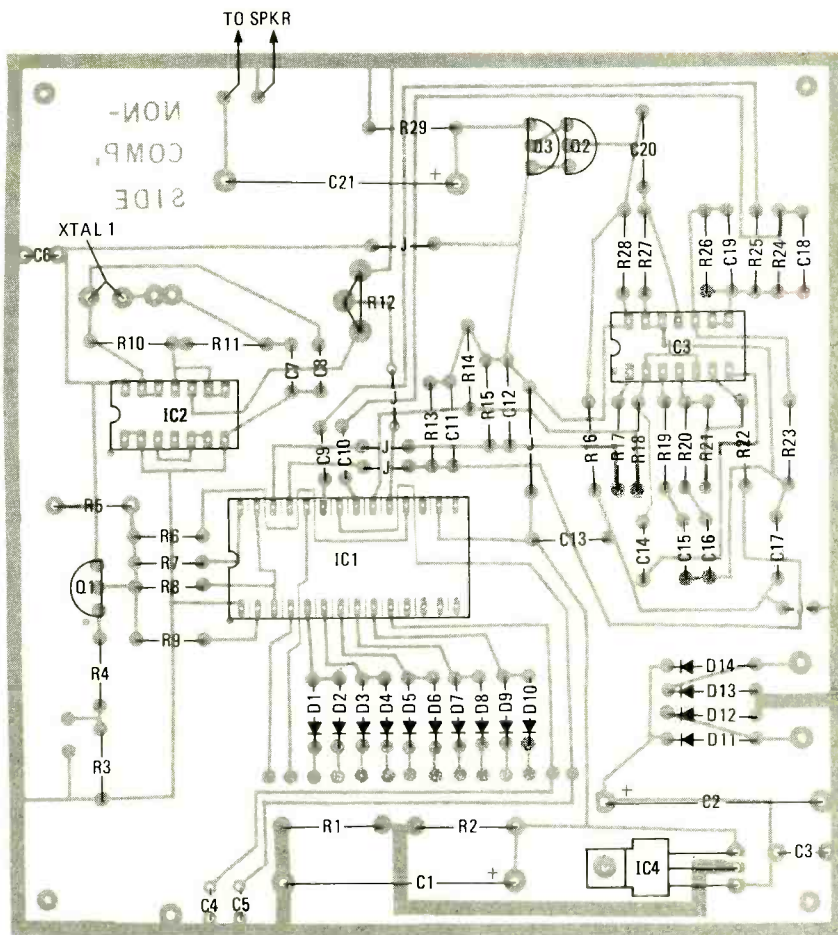 TO SPKR
NON-
COMP.
SIDE
R29
Q3
Q2
C20
C21
+
XTAL 1
C6
J
R28
R27
R26
C19
R25
R24
C18
R12
R10
R11
C7
C8
IC3
IC2
R14
R13
C11
R15
C12
J
J
R16
R17
R18
R19
R20
R21
R22
R23
C9
C10
J
J
R5
R6
R7
R8
R9
Q1
IC1
C13
C14
C15
C16
C17
J
R4
R3
D1
D2
D3
D4
D5
D6
D7
D8
D9
D10
D14
D13
D12
D11
+
C2
R1
R2
C1
+
IC4
C3
C4
C5